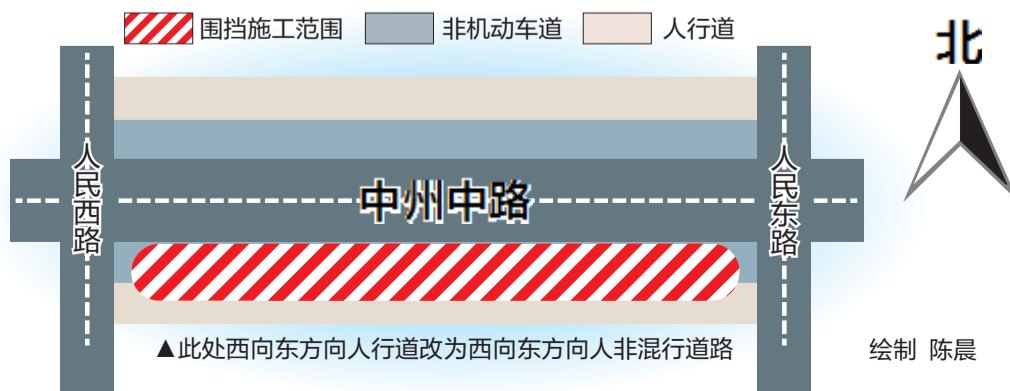 围挡施工范围 非机动车道 人行道
北
人民西路
中州中路
人民东路
▲此处西向东方向人行道改为西向东方向人非混行道路
绘制 陈晨